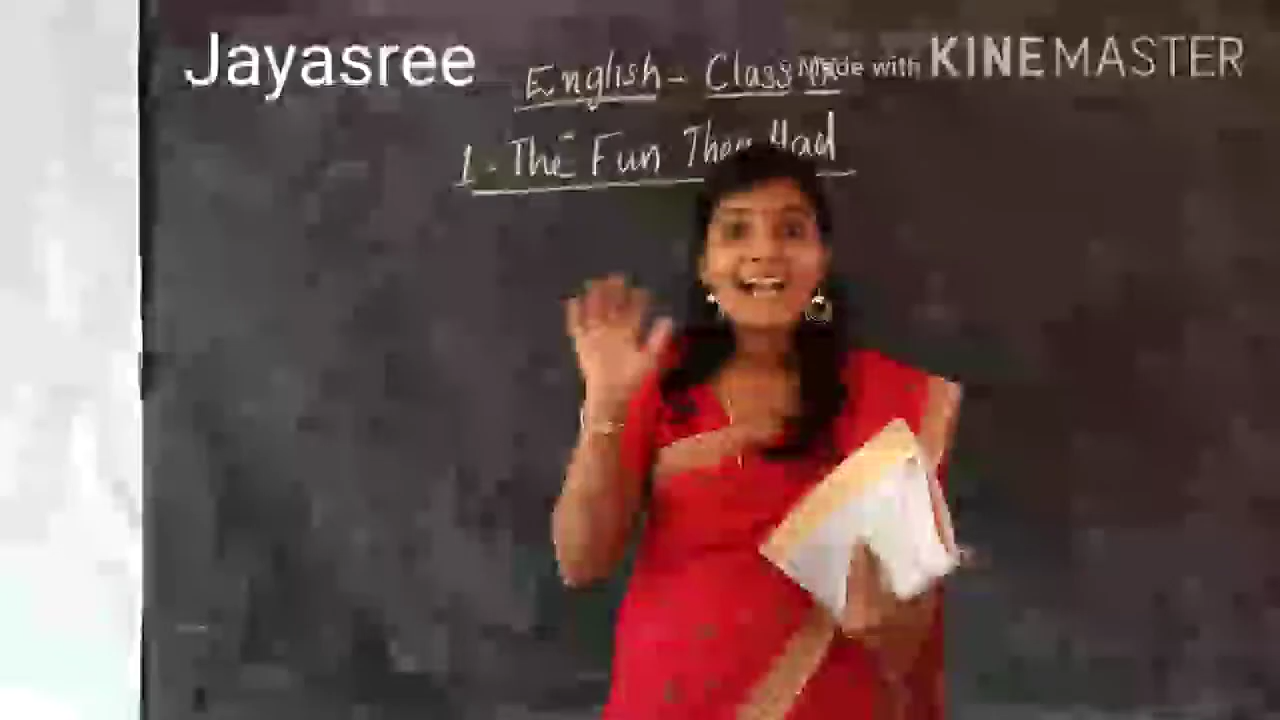 Jayasree
Made with KINEMASTER
English - Class
1. The Fun They Had